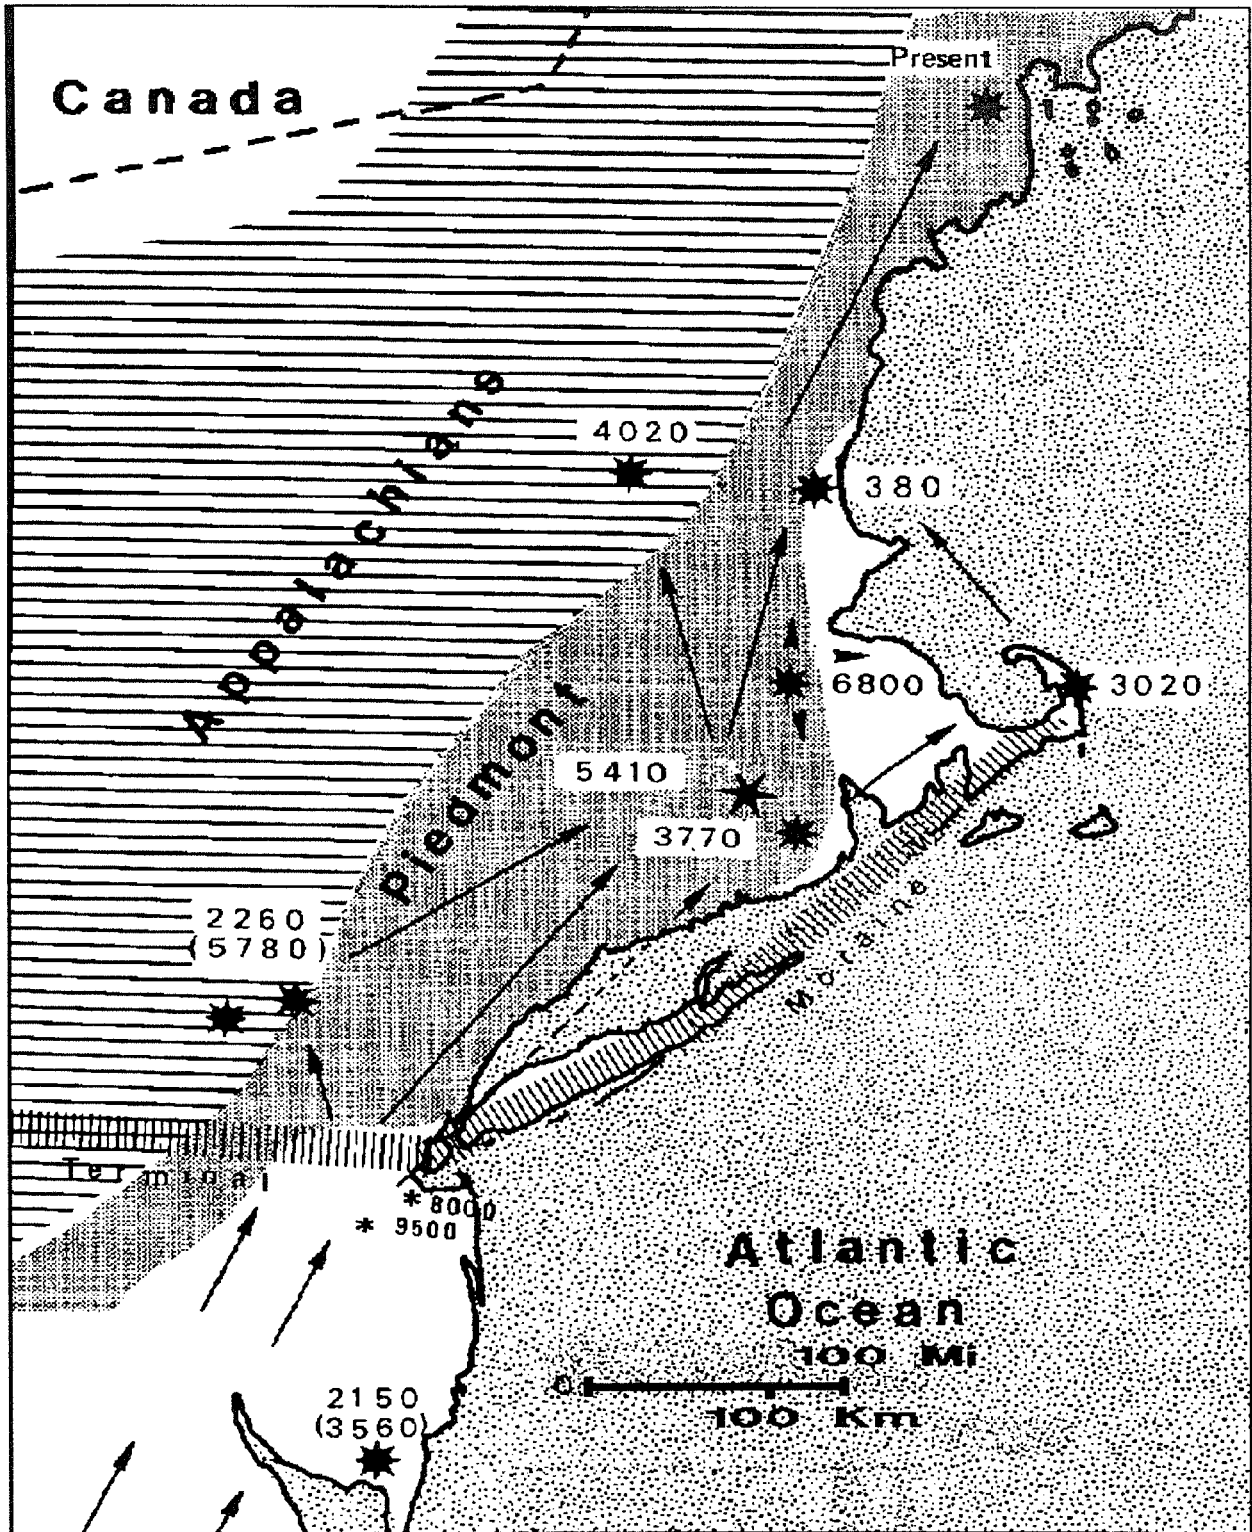 Present
Canada
4020
Appalachians
380
6800
3020
Piedmont
5410
3770
2260
(5780)
Moraine
Terminal
* 8000
* 9500
Atlantic
Ocean
100 Mi
0
100 Km
2150
(3560)